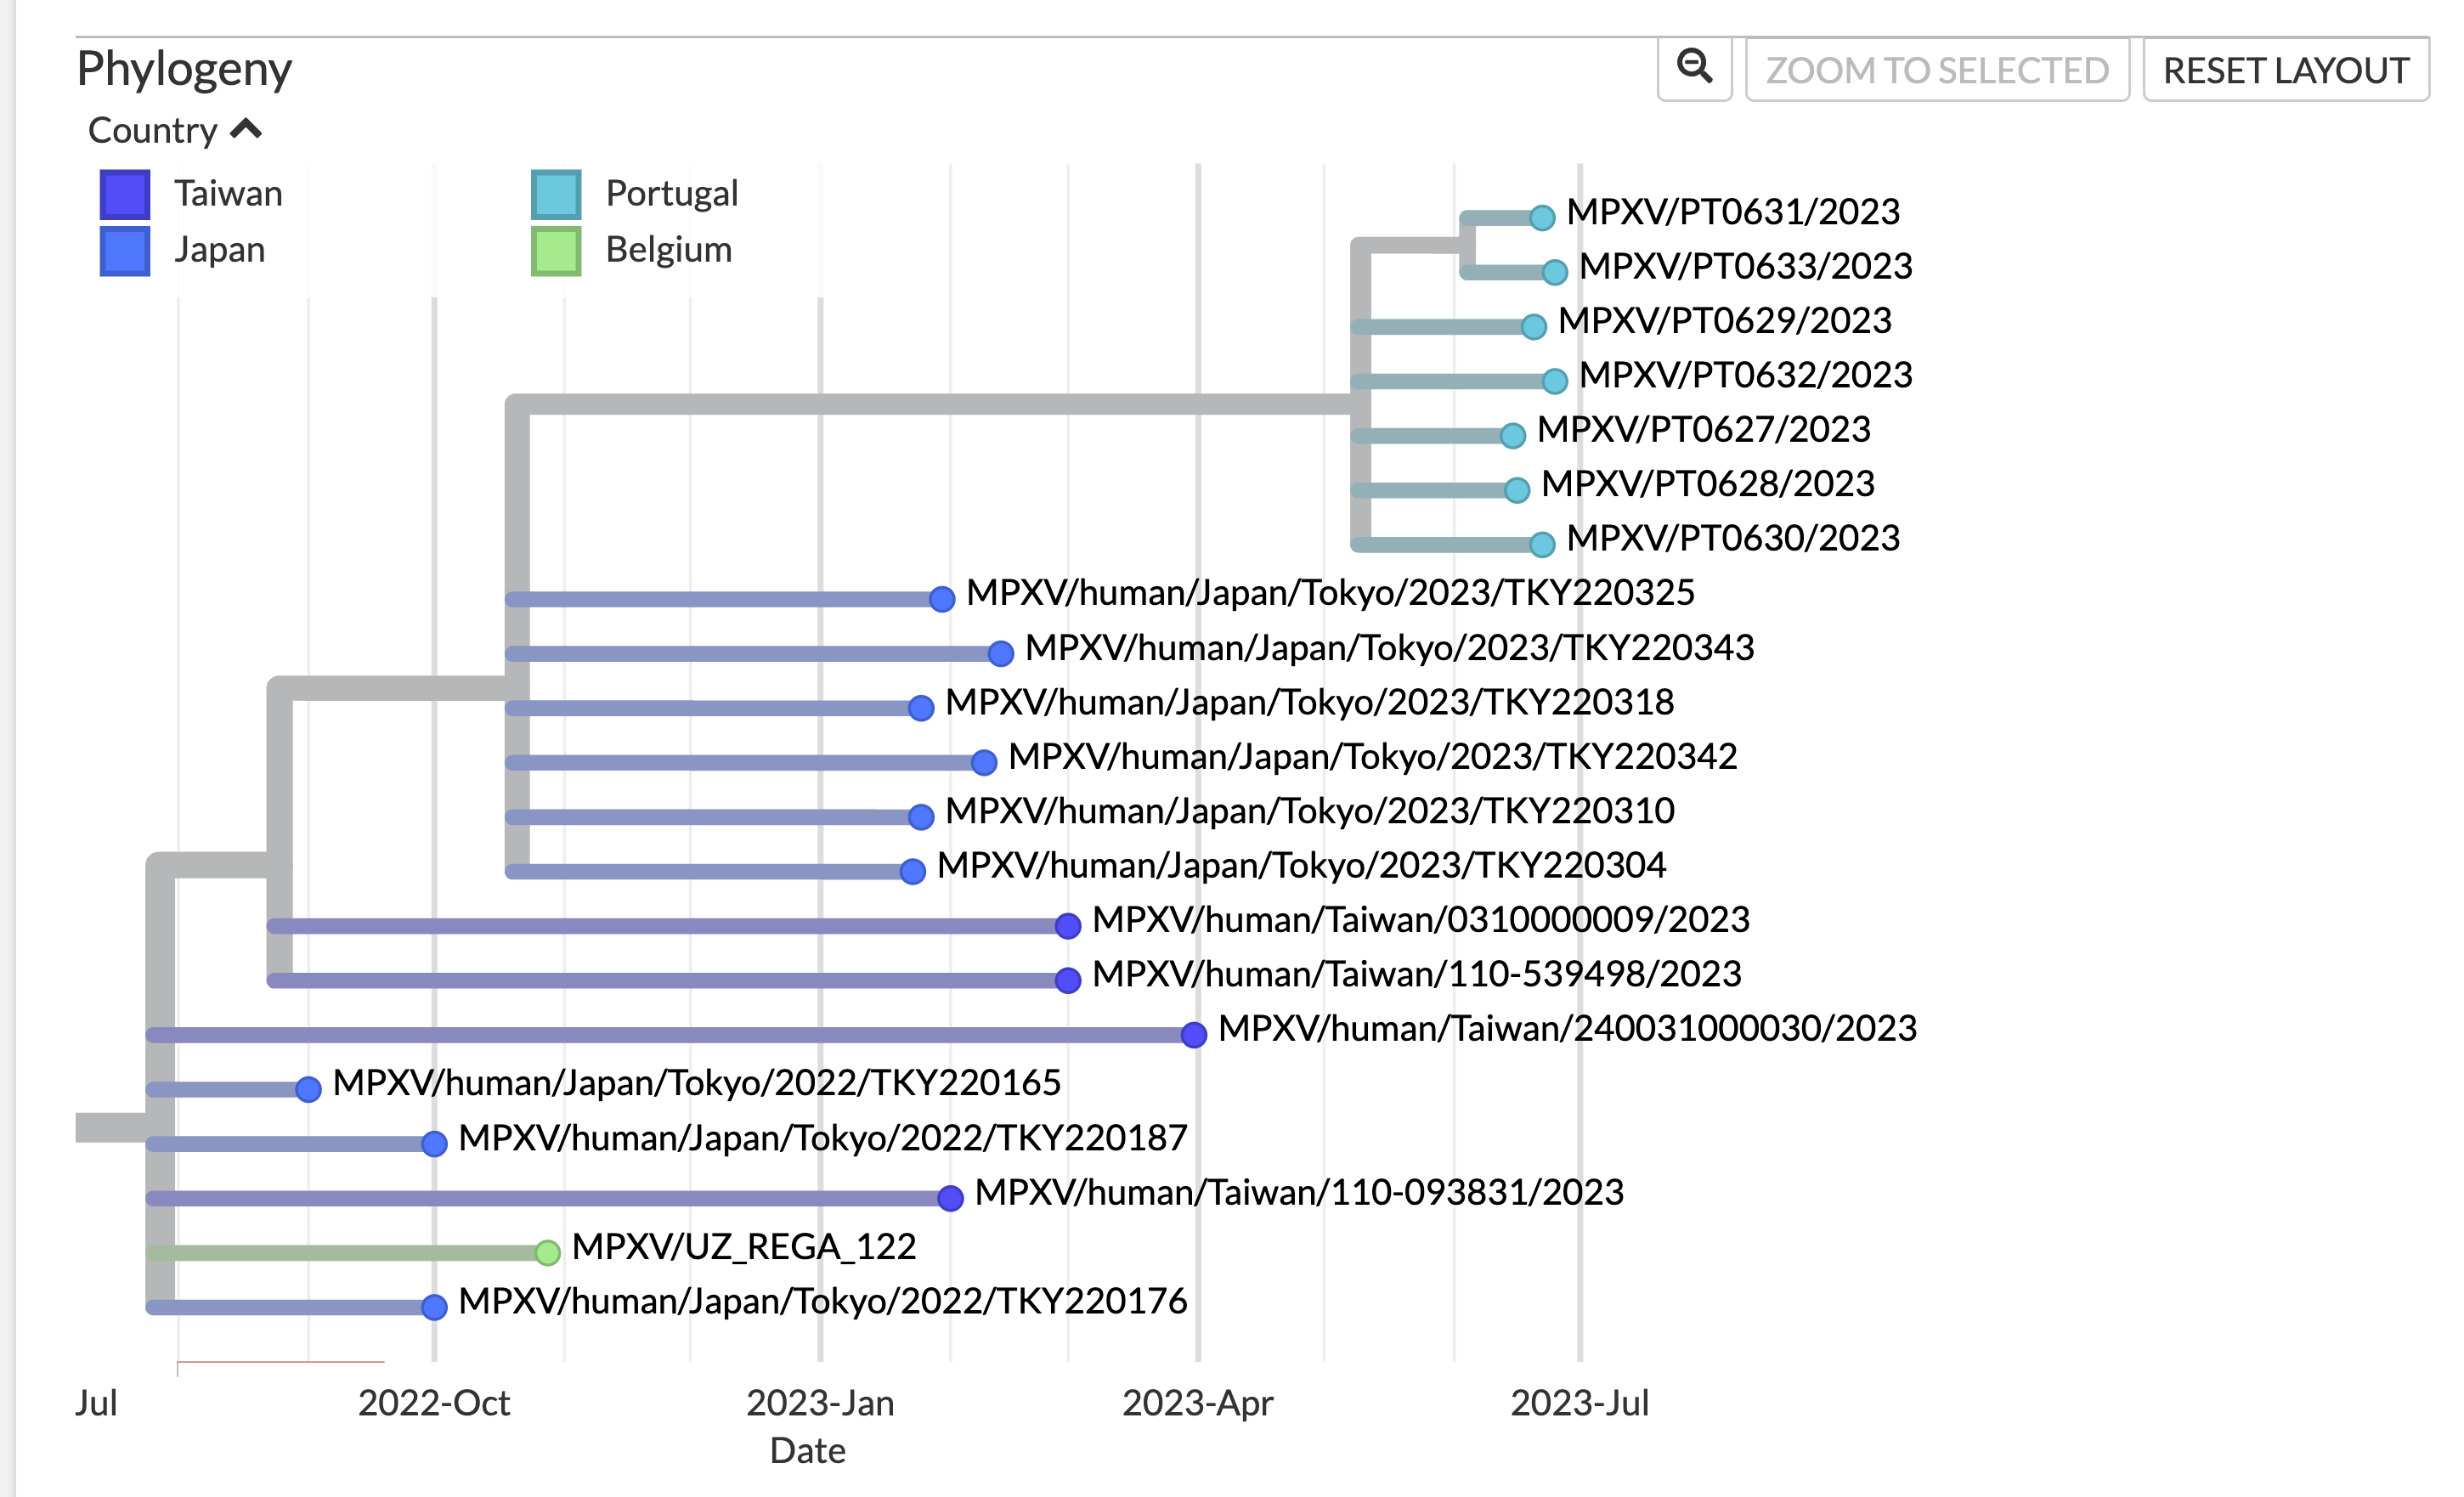 Phylogeny
ZOOM TO SELECTED
RESET LAYOUT
Country
Taiwan
Portugal
Japan
Belgium
MPXV/PT0631/2023
MPXV/PT0633/2023
MPXV/PT0629/2023
MPXV/PT0632/2023
MPXV/PT0627/2023
MPXV/PT0628/2023
MPXV/PT0630/2023
MPXV/human/Japan/Tokyo/2023/TKY220325
MPXV/human/Japan/Tokyo/2023/TKY220343
MPXV/human/Japan/Tokyo/2023/TKY220318
MPXV/human/Japan/Tokyo/2023/TKY220342
MPXV/human/Japan/Tokyo/2023/TKY220310
MPXV/human/Japan/Tokyo/2023/TKY220304
MPXV/human/Taiwan/0310000009/2023
MPXV/human/Taiwan/110-539498/2023
MPXV/human/Taiwan/240031000030/2023
MPXV/human/Japan/Tokyo/2022/TKY220165
MPXV/human/Japan/Tokyo/2022/TKY220187
MPXV/human/Taiwan/110-093831/2023
MPXV/UZ_REGA_122
MPXV/human/Japan/Tokyo/2022/TKY220176
Jul
2022-Oct
2023-Jan
2023-Apr
2023-Jul
Date